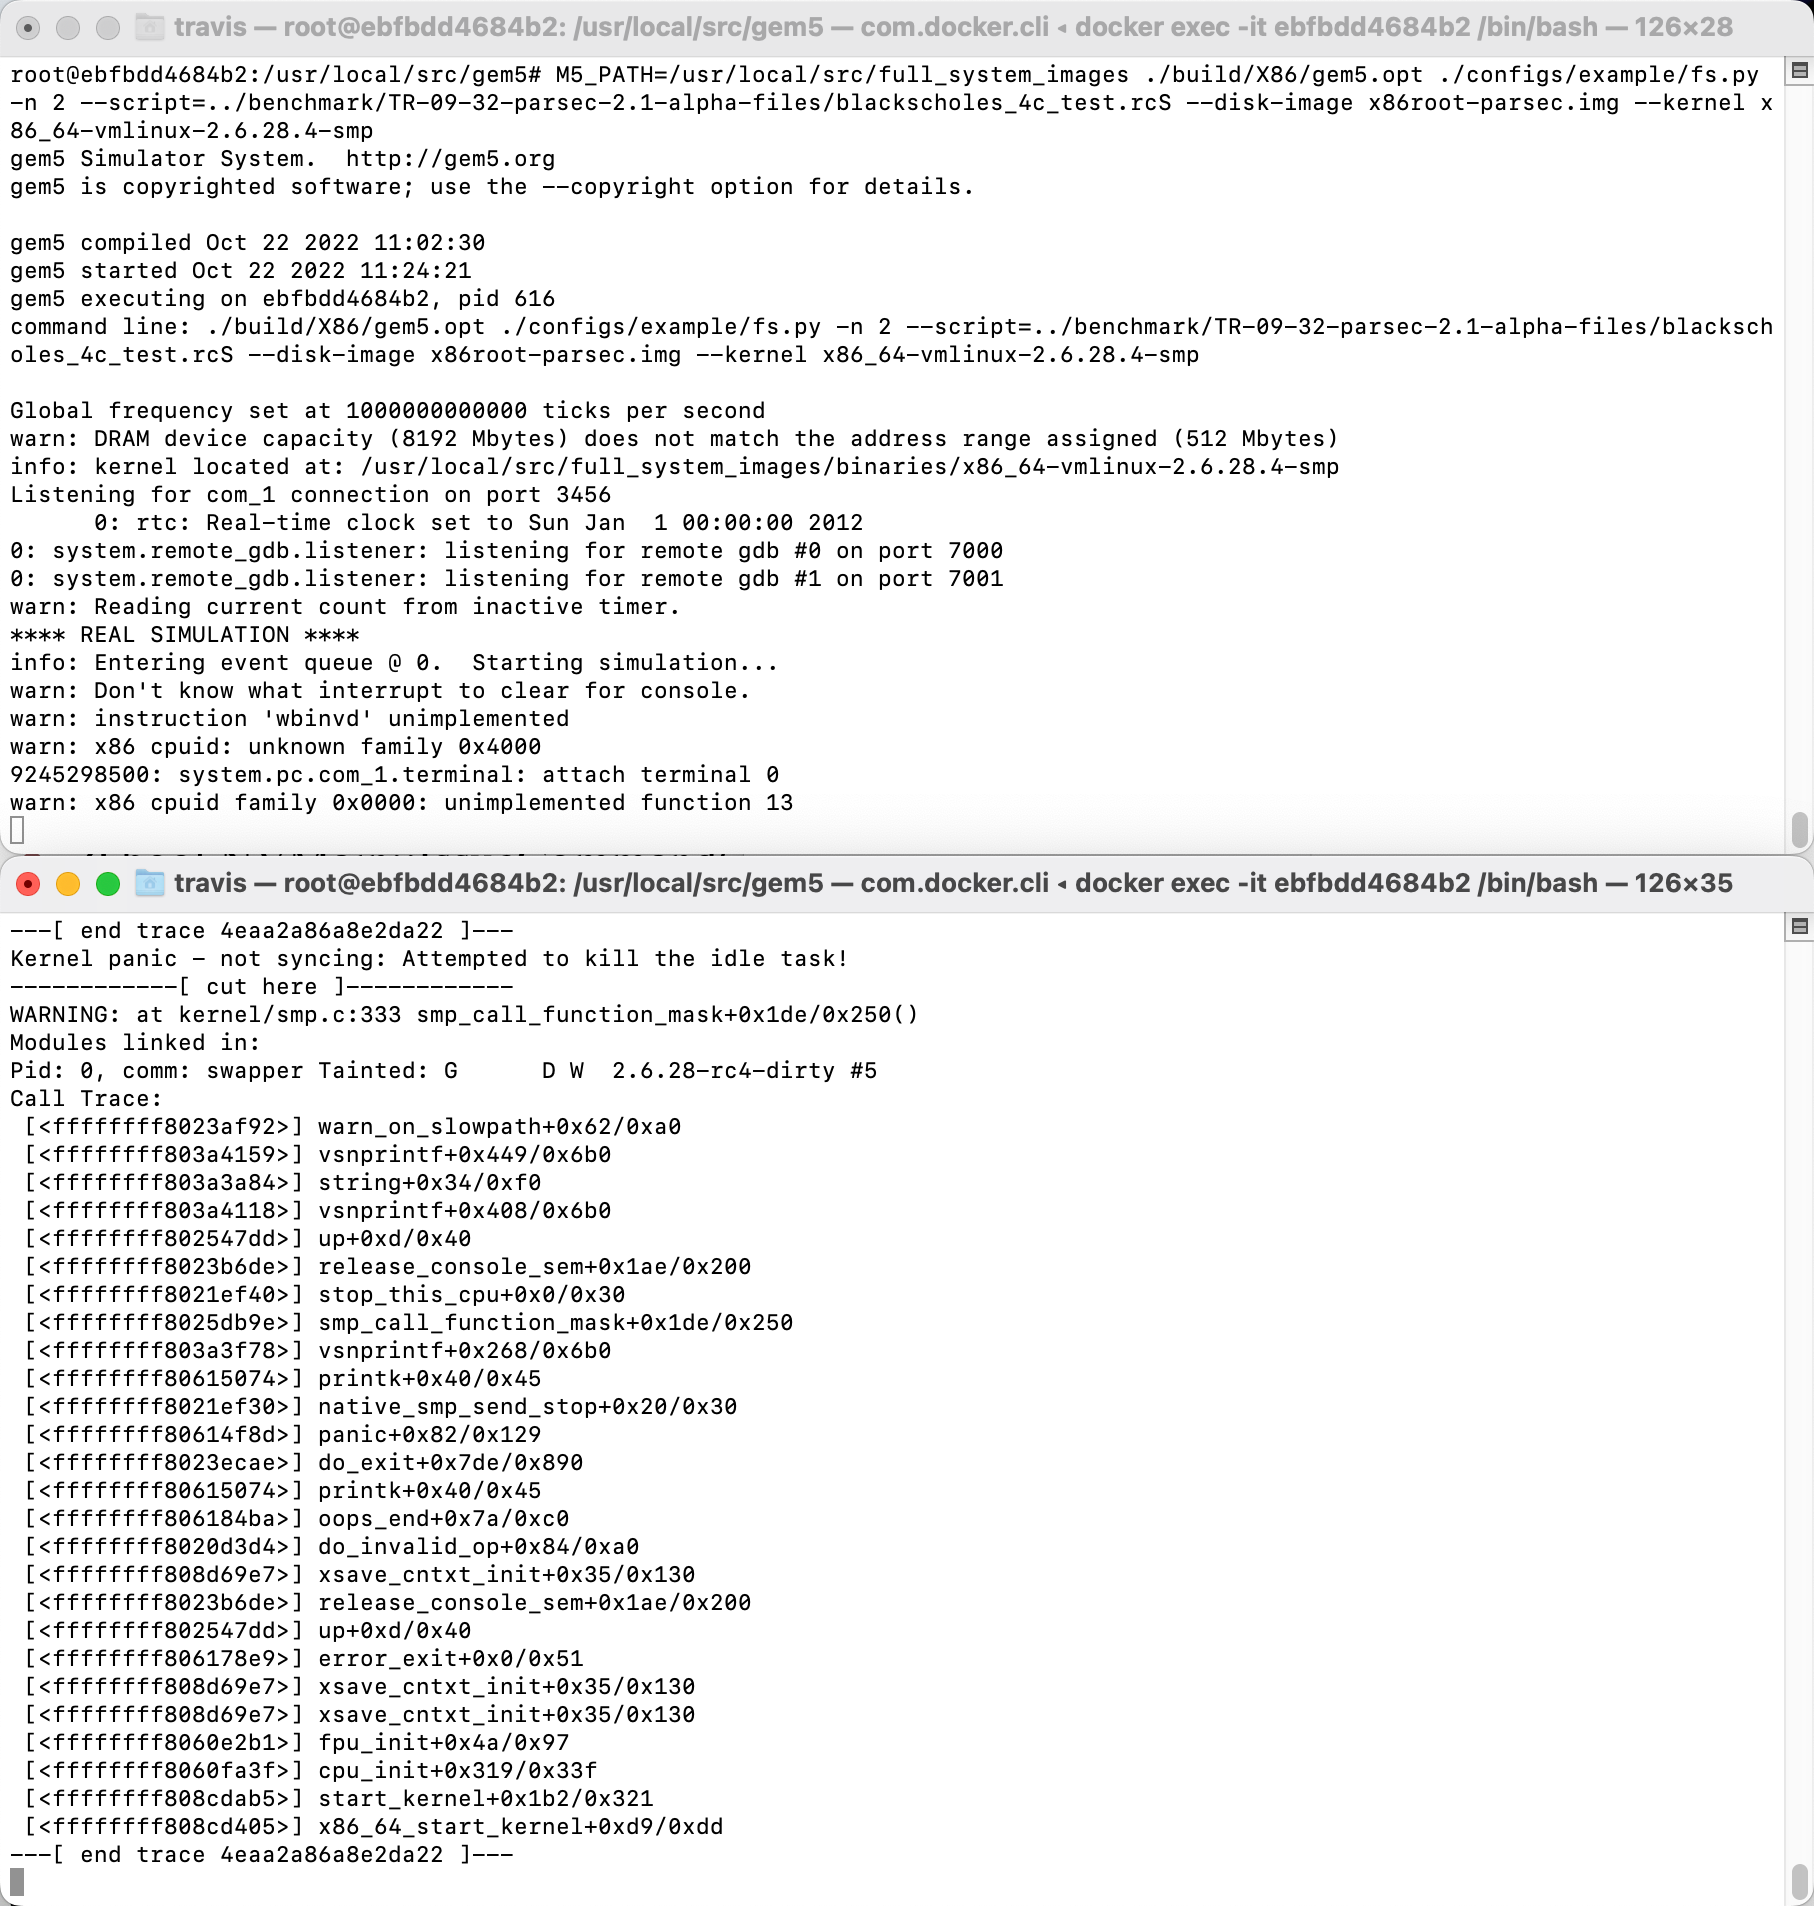 travis — root@ebfbdd4684b2: /usr/local/src/gem5 — com.docker.cli ◂ docker exec -it ebfbdd4684b2 /bin/bash — 126×28
root@ebfbdd4684b2:/usr/local/src/gem5# M5_PATH=/usr/local/src/full_system_images ./build/X86/gem5.opt ./configs/example/fs.py
-n 2 --script=../benchmark/TR-09-32-parsec-2.1-alpha-files/blackscholes_4c_test.rcS --disk-image x86root-parsec.img --kernel x
86_64-vmlinux-2.6.28.4-smp
gem5 Simulator System.  http://gem5.org
gem5 is copyrighted software; use the --copyright option for details.

gem5 compiled Oct 22 2022 11:02:30
gem5 started Oct 22 2022 11:24:21
gem5 executing on ebfbdd4684b2, pid 616
command line: ./build/X86/gem5.opt ./configs/example/fs.py -n 2 --script=../benchmark/TR-09-32-parsec-2.1-alpha-files/blacksch
oles_4c_test.rcS --disk-image x86root-parsec.img --kernel x86_64-vmlinux-2.6.28.4-smp

Global frequency set at 1000000000000 ticks per second
warn: DRAM device capacity (8192 Mbytes) does not match the address range assigned (512 Mbytes)
info: kernel located at: /usr/local/src/full_system_images/binaries/x86_64-vmlinux-2.6.28.4-smp
Listening for com_1 connection on port 3456
      0: rtc: Real-time clock set to Sun Jan  1 00:00:00 2012
0: system.remote_gdb.listener: listening for remote gdb #0 on port 7000
0: system.remote_gdb.listener: listening for remote gdb #1 on port 7001
warn: Reading current count from inactive timer.
**** REAL SIMULATION ****
info: Entering event queue @ 0.  Starting simulation...
warn: Don't know what interrupt to clear for console.
warn: instruction 'wbinvd' unimplemented
warn: x86 cpuid: unknown family 0x4000
9245298500: system.pc.com_1.terminal: attach terminal 0
warn: x86 cpuid family 0x0000: unimplemented function 13
travis — root@ebfbdd4684b2: /usr/local/src/gem5 — com.docker.cli ◂ docker exec -it ebfbdd4684b2 /bin/bash — 126×35
---[ end trace 4eaa2a86a8e2da22 ]---
Kernel panic - not syncing: Attempted to kill the idle task!
------------[ cut here ]------------
WARNING: at kernel/smp.c:333 smp_call_function_mask+0x1de/0x250()
Modules linked in:
Pid: 0, comm: swapper Tainted: G      D W  2.6.28-rc4-dirty #5
Call Trace:
 [<ffffffff8023af92>] warn_on_slowpath+0x62/0xa0
 [<ffffffff803a4159>] vsnprintf+0x449/0x6b0
 [<ffffffff803a3a84>] string+0x34/0xf0
 [<ffffffff803a4118>] vsnprintf+0x408/0x6b0
 [<ffffffff802547dd>] up+0xd/0x40
 [<ffffffff8023b6de>] release_console_sem+0x1ae/0x200
 [<ffffffff8021ef40>] stop_this_cpu+0x0/0x30
 [<ffffffff8025db9e>] smp_call_function_mask+0x1de/0x250
 [<ffffffff803a3f78>] vsnprintf+0x268/0x6b0
 [<ffffffff80615074>] printk+0x40/0x45
 [<ffffffff8021ef30>] native_smp_send_stop+0x20/0x30
 [<ffffffff80614f8d>] panic+0x82/0x129
 [<ffffffff8023ecae>] do_exit+0x7de/0x890
 [<ffffffff80615074>] printk+0x40/0x45
 [<ffffffff806184ba>] oops_end+0x7a/0xc0
 [<ffffffff8020d3d4>] do_invalid_op+0x84/0xa0
 [<ffffffff808d69e7>] xsave_cntxt_init+0x35/0x130
 [<ffffffff8023b6de>] release_console_sem+0x1ae/0x200
 [<ffffffff802547dd>] up+0xd/0x40
 [<ffffffff806178e9>] error_exit+0x0/0x51
 [<ffffffff808d69e7>] xsave_cntxt_init+0x35/0x130
 [<ffffffff808d69e7>] xsave_cntxt_init+0x35/0x130
 [<ffffffff8060e2b1>] fpu_init+0x4a/0x97
 [<ffffffff8060fa3f>] cpu_init+0x319/0x33f
 [<ffffffff808cdab5>] start_kernel+0x1b2/0x321
 [<ffffffff808cd405>] x86_64_start_kernel+0xd9/0xdd
---[ end trace 4eaa2a86a8e2da22 ]---